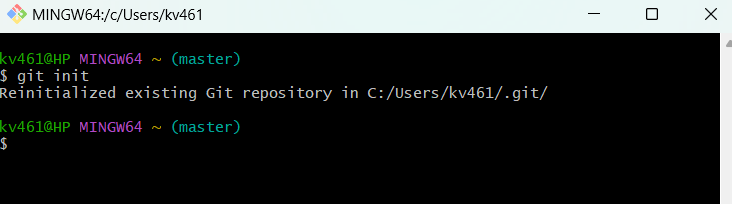 MINGW64:/c/Users/kv461
kv461@HP MINGW64 ~ (master)
$ git init
Reinitialized existing Git repository in C:/Users/kv461/.git/
kv461@HP MINGW64 ~ (master)
$